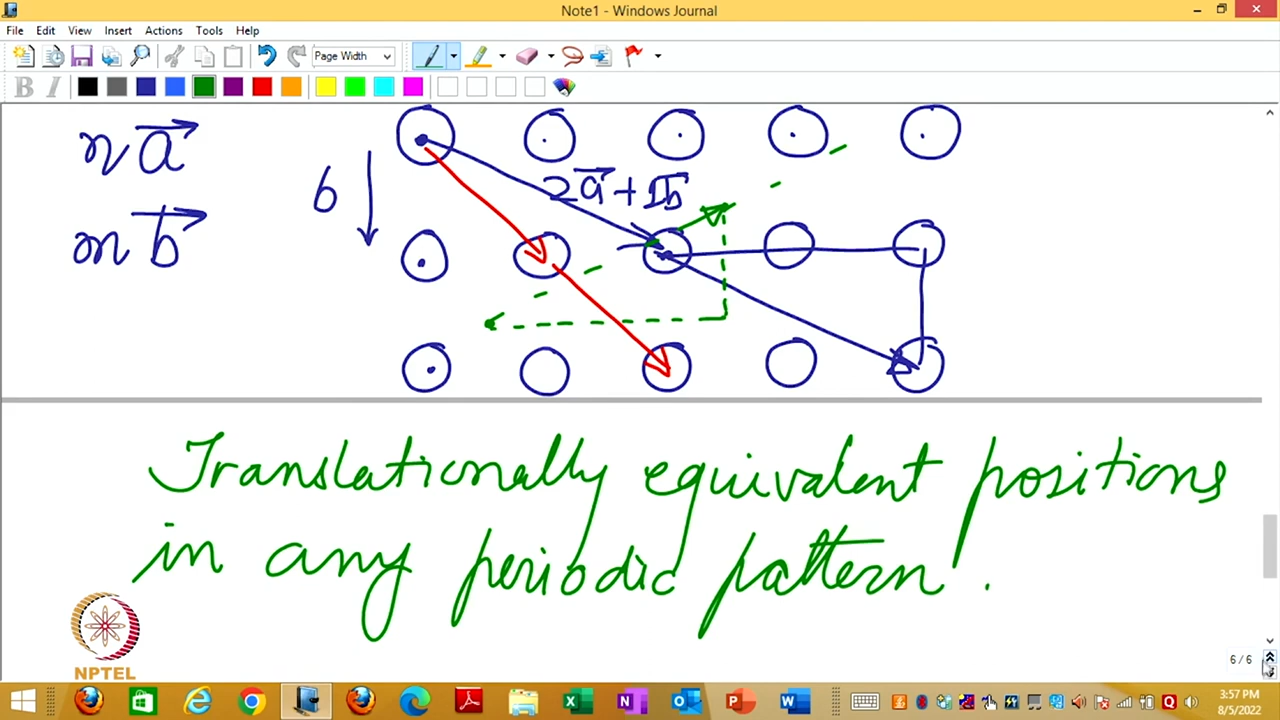 Note1 - Windows Journal
File Edit View Insert Actions Tools Help
Page Width
B I
n a
6
2a + 1b
m b
Translationally equivalent positions
in any periodic pattern.
NPTEL
6 / 6
3:57 PM
8/5/2022